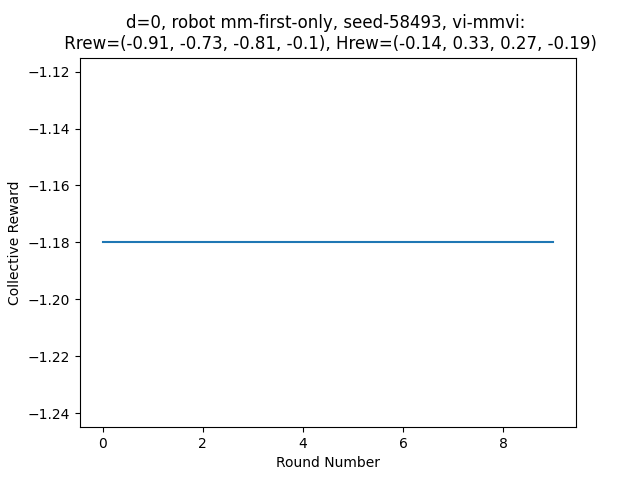 d=0, robot mm-first-only, seed-58493, vi-mmvi:
Rrew=(-0.91, -0.73, -0.81, -0.1), Hrew=(-0.14, 0.33, 0.27, -0.19)
−1.12
−1.14
−1.16
−1.18
−1.20
−1.22
−1.24
Collective Reward
0 2 4 6 8
Round Number